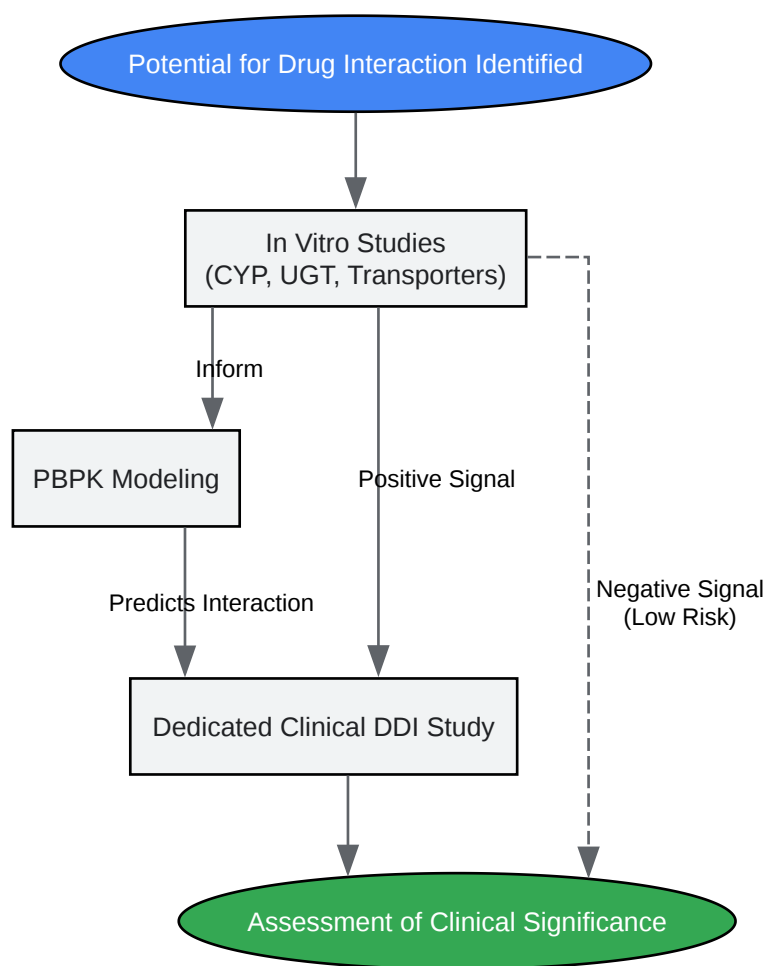 Potential for Drug Interaction Identified
In Vitro Studies
(CYP, UGT, Transporters)
Inform
PBPK Modeling
Positive Signal
Predicts Interaction
Negative Signal
(Low Risk)
Dedicated Clinical DDI Study
Assessment of Clinical Significance